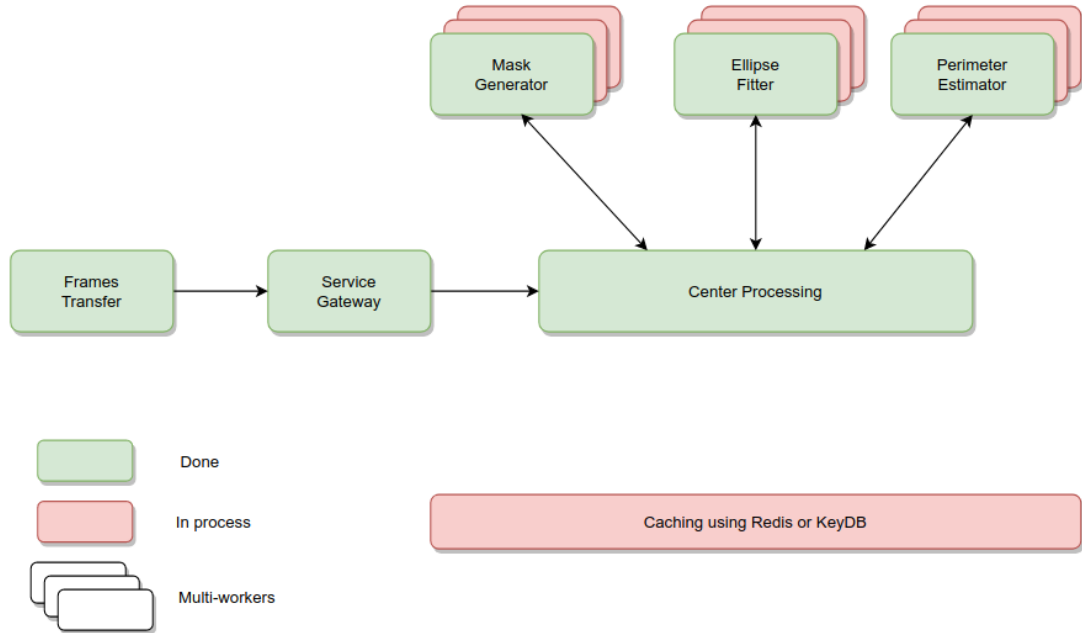 Mask
Generator
Ellipse
Fitter
Perimeter
Estimator
Frames
Transfer
Service
Gateway
Center Processing
Done
In process
Caching using Redis or KeyDB
Multi-workers